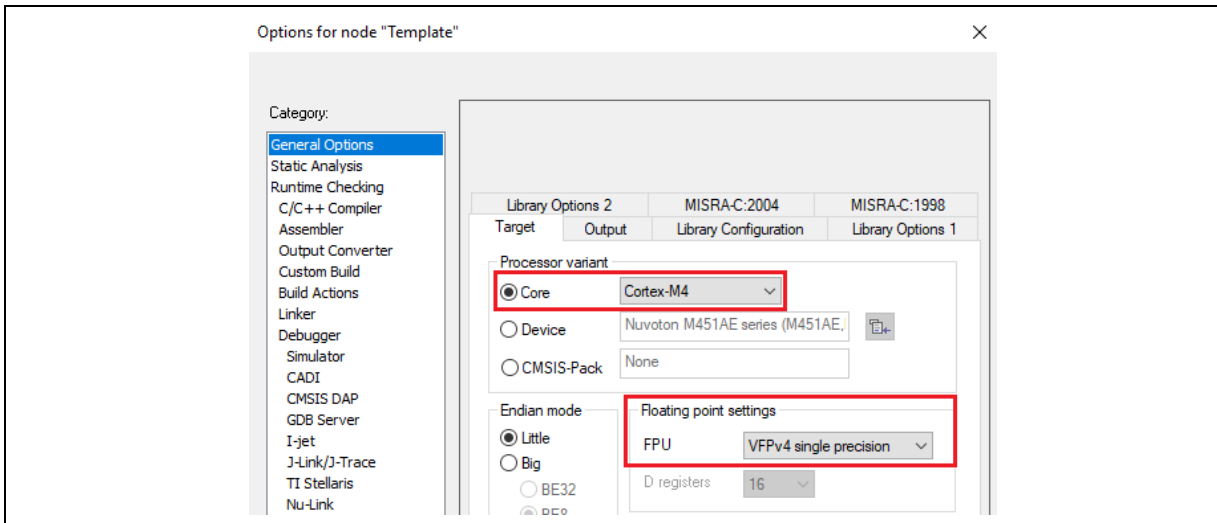 Options for node "Template"
Category:
General Options
Static Analysis
Runtime Checking
C/C++ Compiler
Assembler
Output Converter
Custom Build
Build Actions
Linker
Debugger
Simulator
CADI
CMSIS DAP
GDB Server
I-jet
J-Link/J-Trace
TI Stellaris
Nu-Link
Library Options 2 MISRA-C:2004 MISRA-C:1998
Target Output Library Configuration Library Options 1
Processor variant
Core Cortex-M4
Device Nuvoton M451AE series (M451AE,
CMSIS-Pack None
Endian mode
Little
Big
BE32
BE8
Floating point settings
FPU VFPv4 single precision
D registers 16